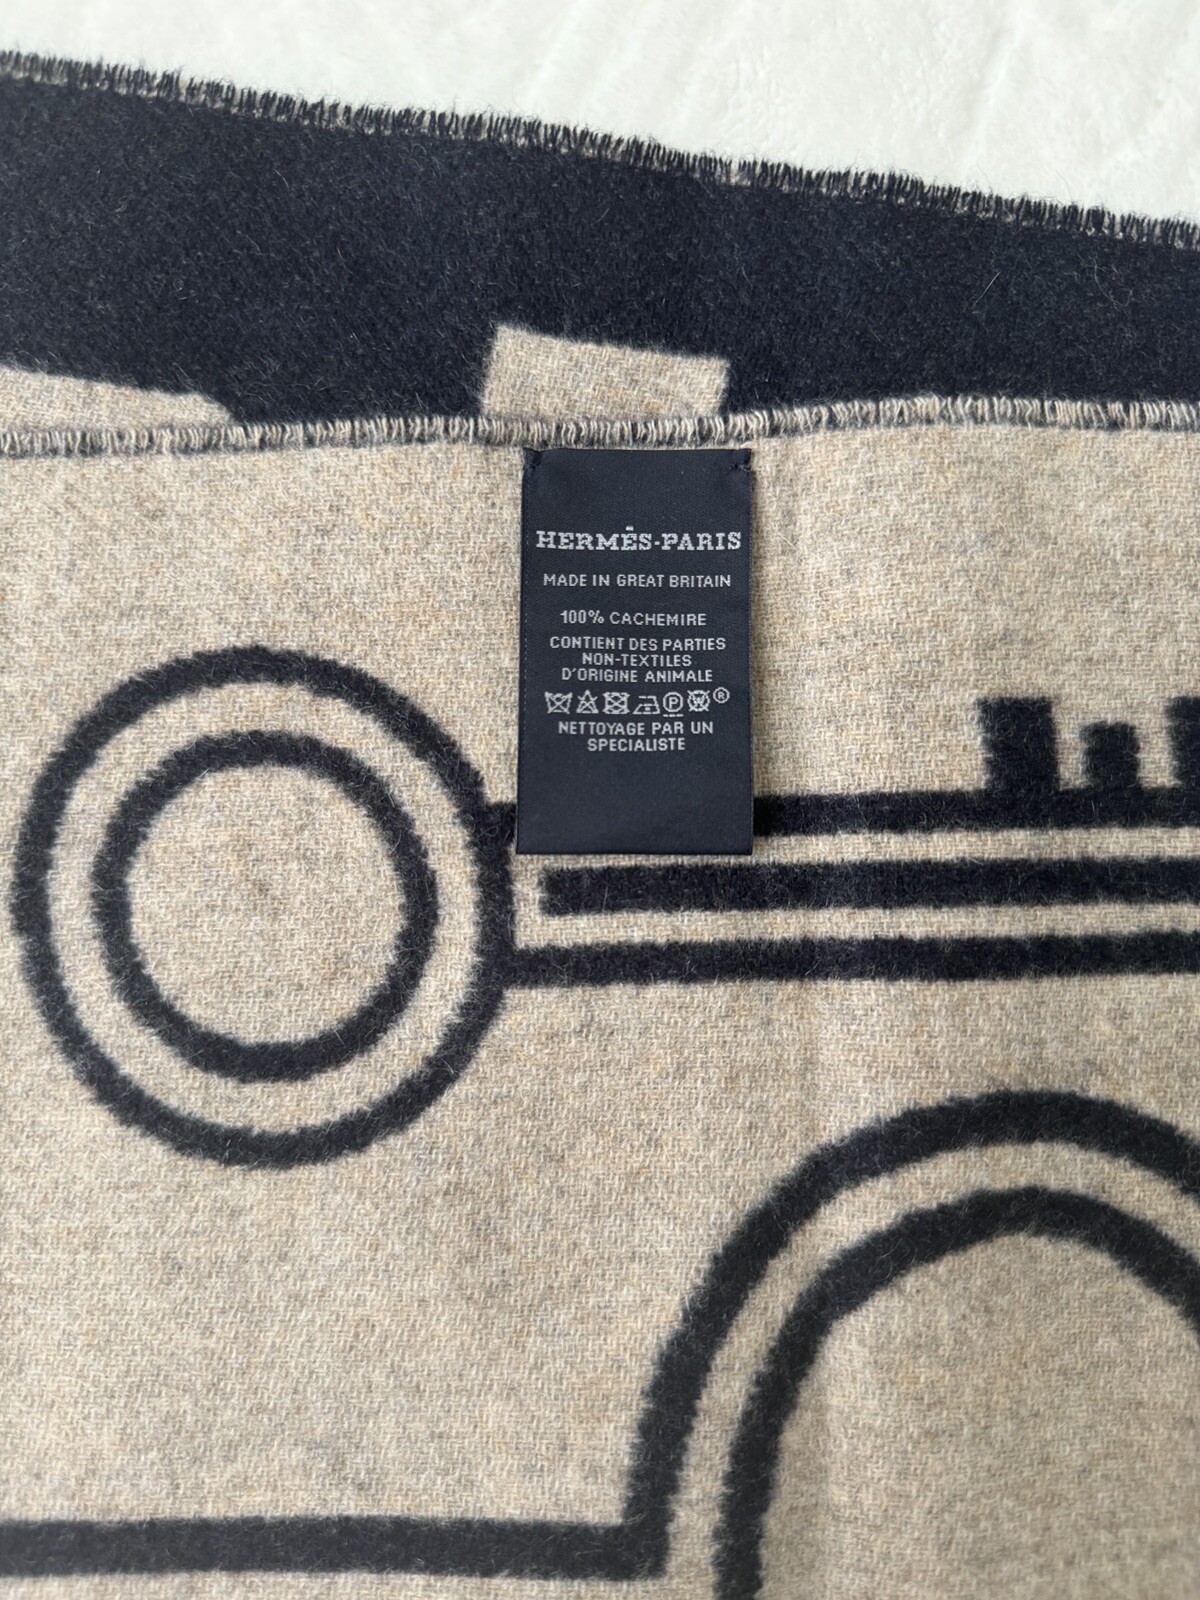 HERMÈS-PARIS
MADE IN GREAT BRITAIN
100% CACHEMIRE
CONTIENT DES PARTIES
NON-TEXTILES
D'ORIGINE ANIMALE
P W ®
NETTOYAGE PAR UN
SPECIALISTE